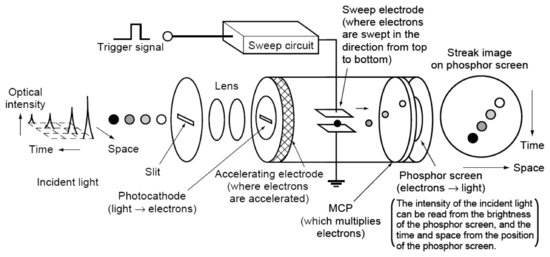 Trigger signal
Sweep circuit
Sweep electrode
(where electrons
are swept in the
direction from top
to bottom)
Streak image
on phosphor screen
Optical
intensity
Lens
Time
Space
Slit
Incident light
Photocathode
(light → electrons)
Accelerating electrode
(where electrons
are accelerated)
MCP
(which multiplies
electrons)
Phosphor screen
(electrons → light)
Time
Space
(The intensity of the incident light
can be read from the brightness
of the phosphor screen, and the
time and space from the position
of the phosphor screen.)